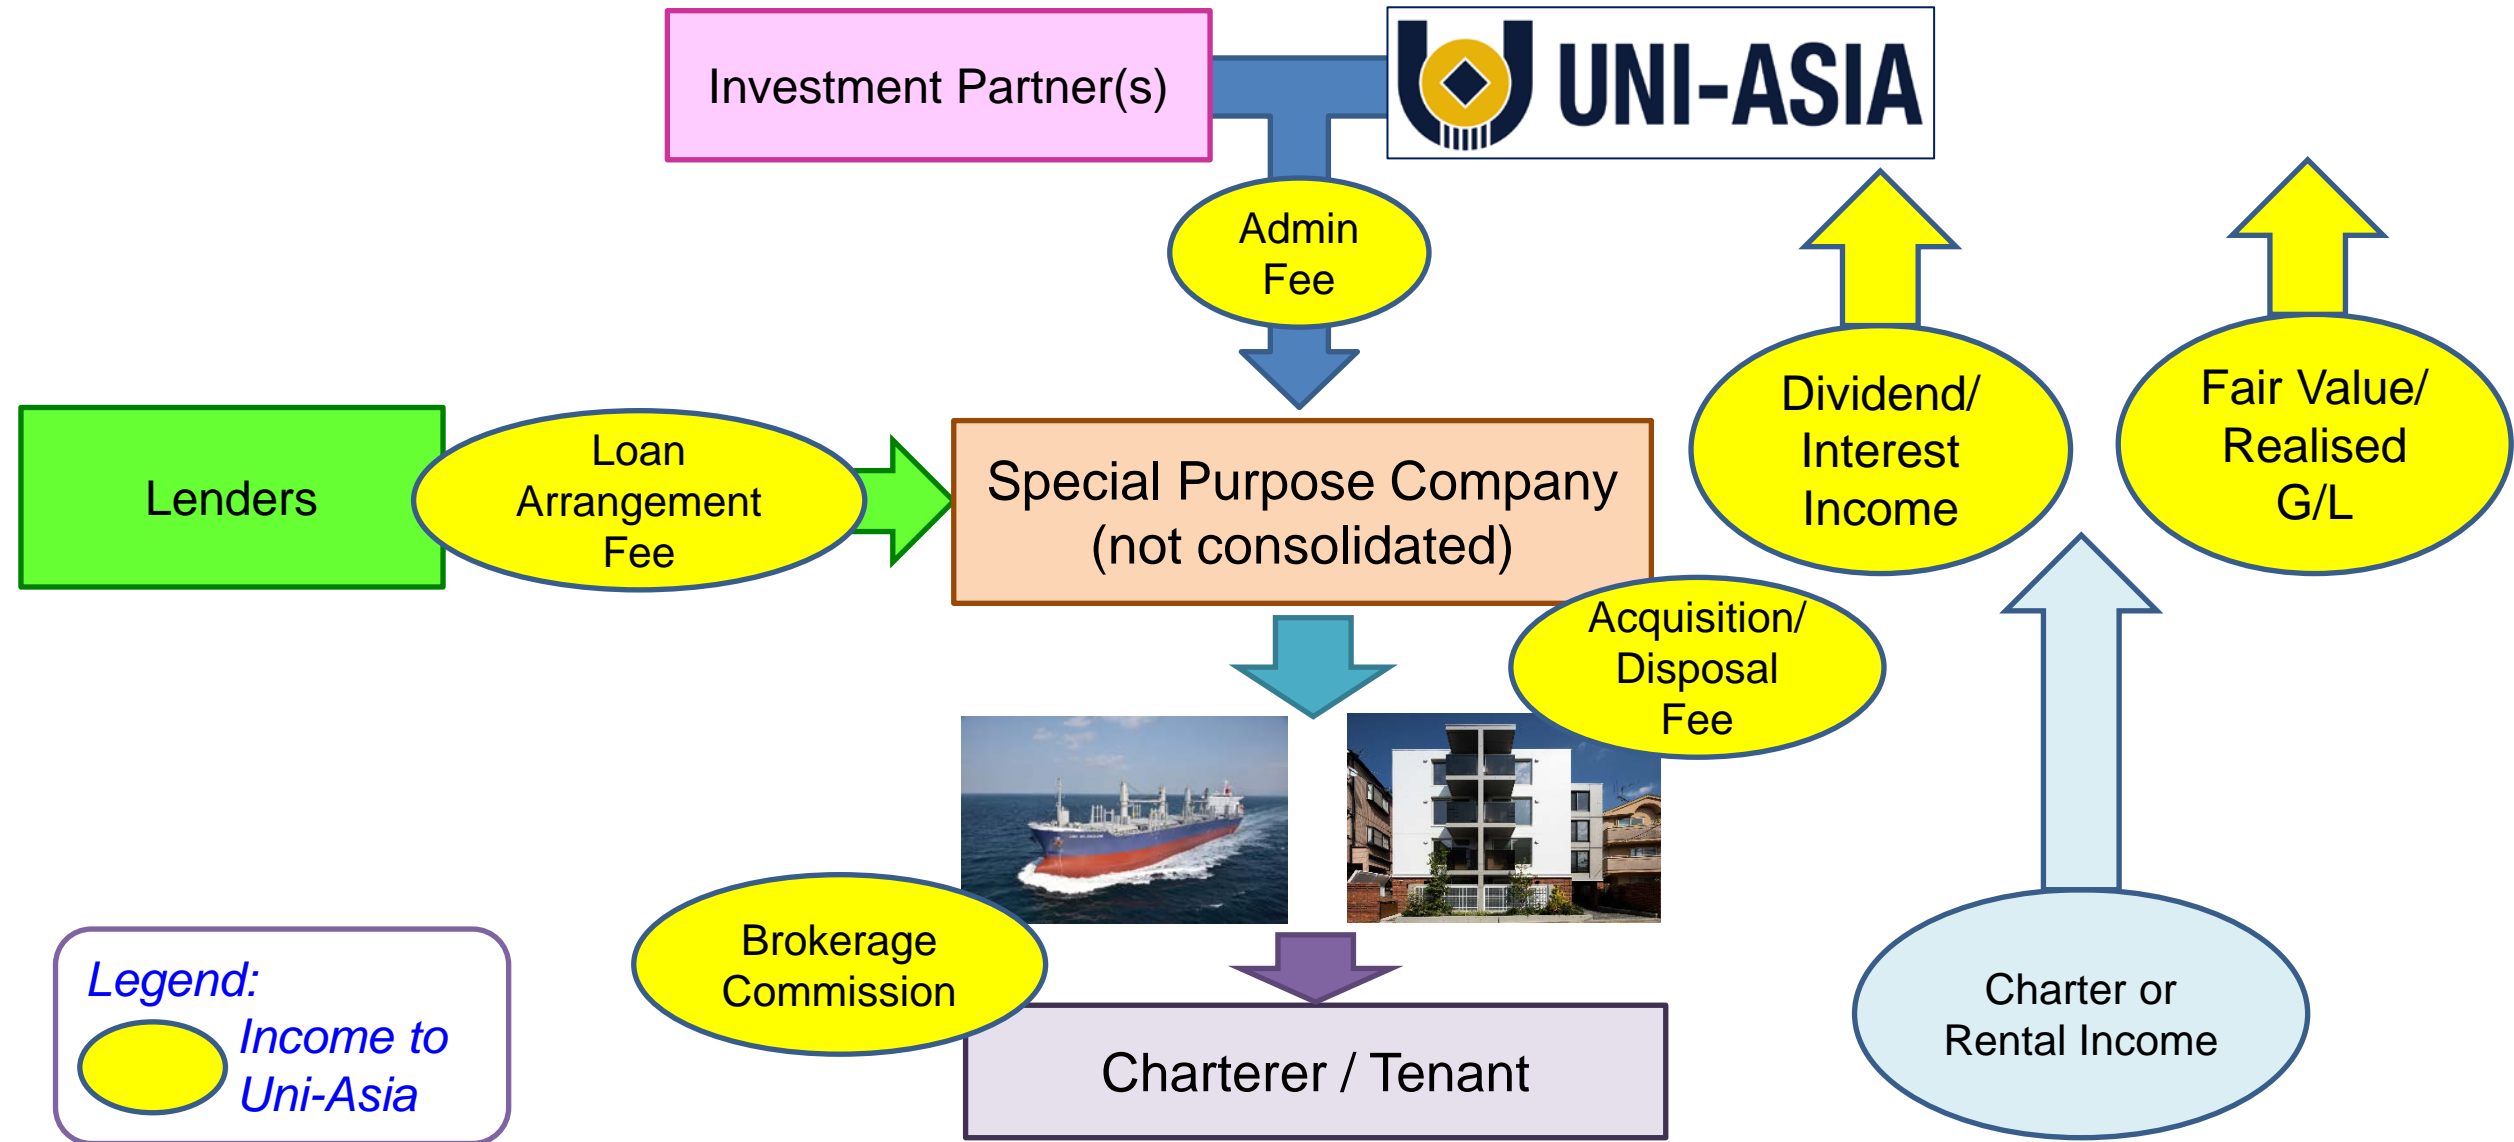 Investment Partner(s)
UNI-ASIA
Admin
Fee
Dividend/
Interest
Income
Fair Value/
Realised
G/L
Lenders
Loan
Arrangement
Fee
Special Purpose Company
(not consolidated)
Acquisition/
Disposal
Fee
Brokerage
Commission
Charter or
Rental Income
Charterer / Tenant
Legend:
Income to
Uni-Asia